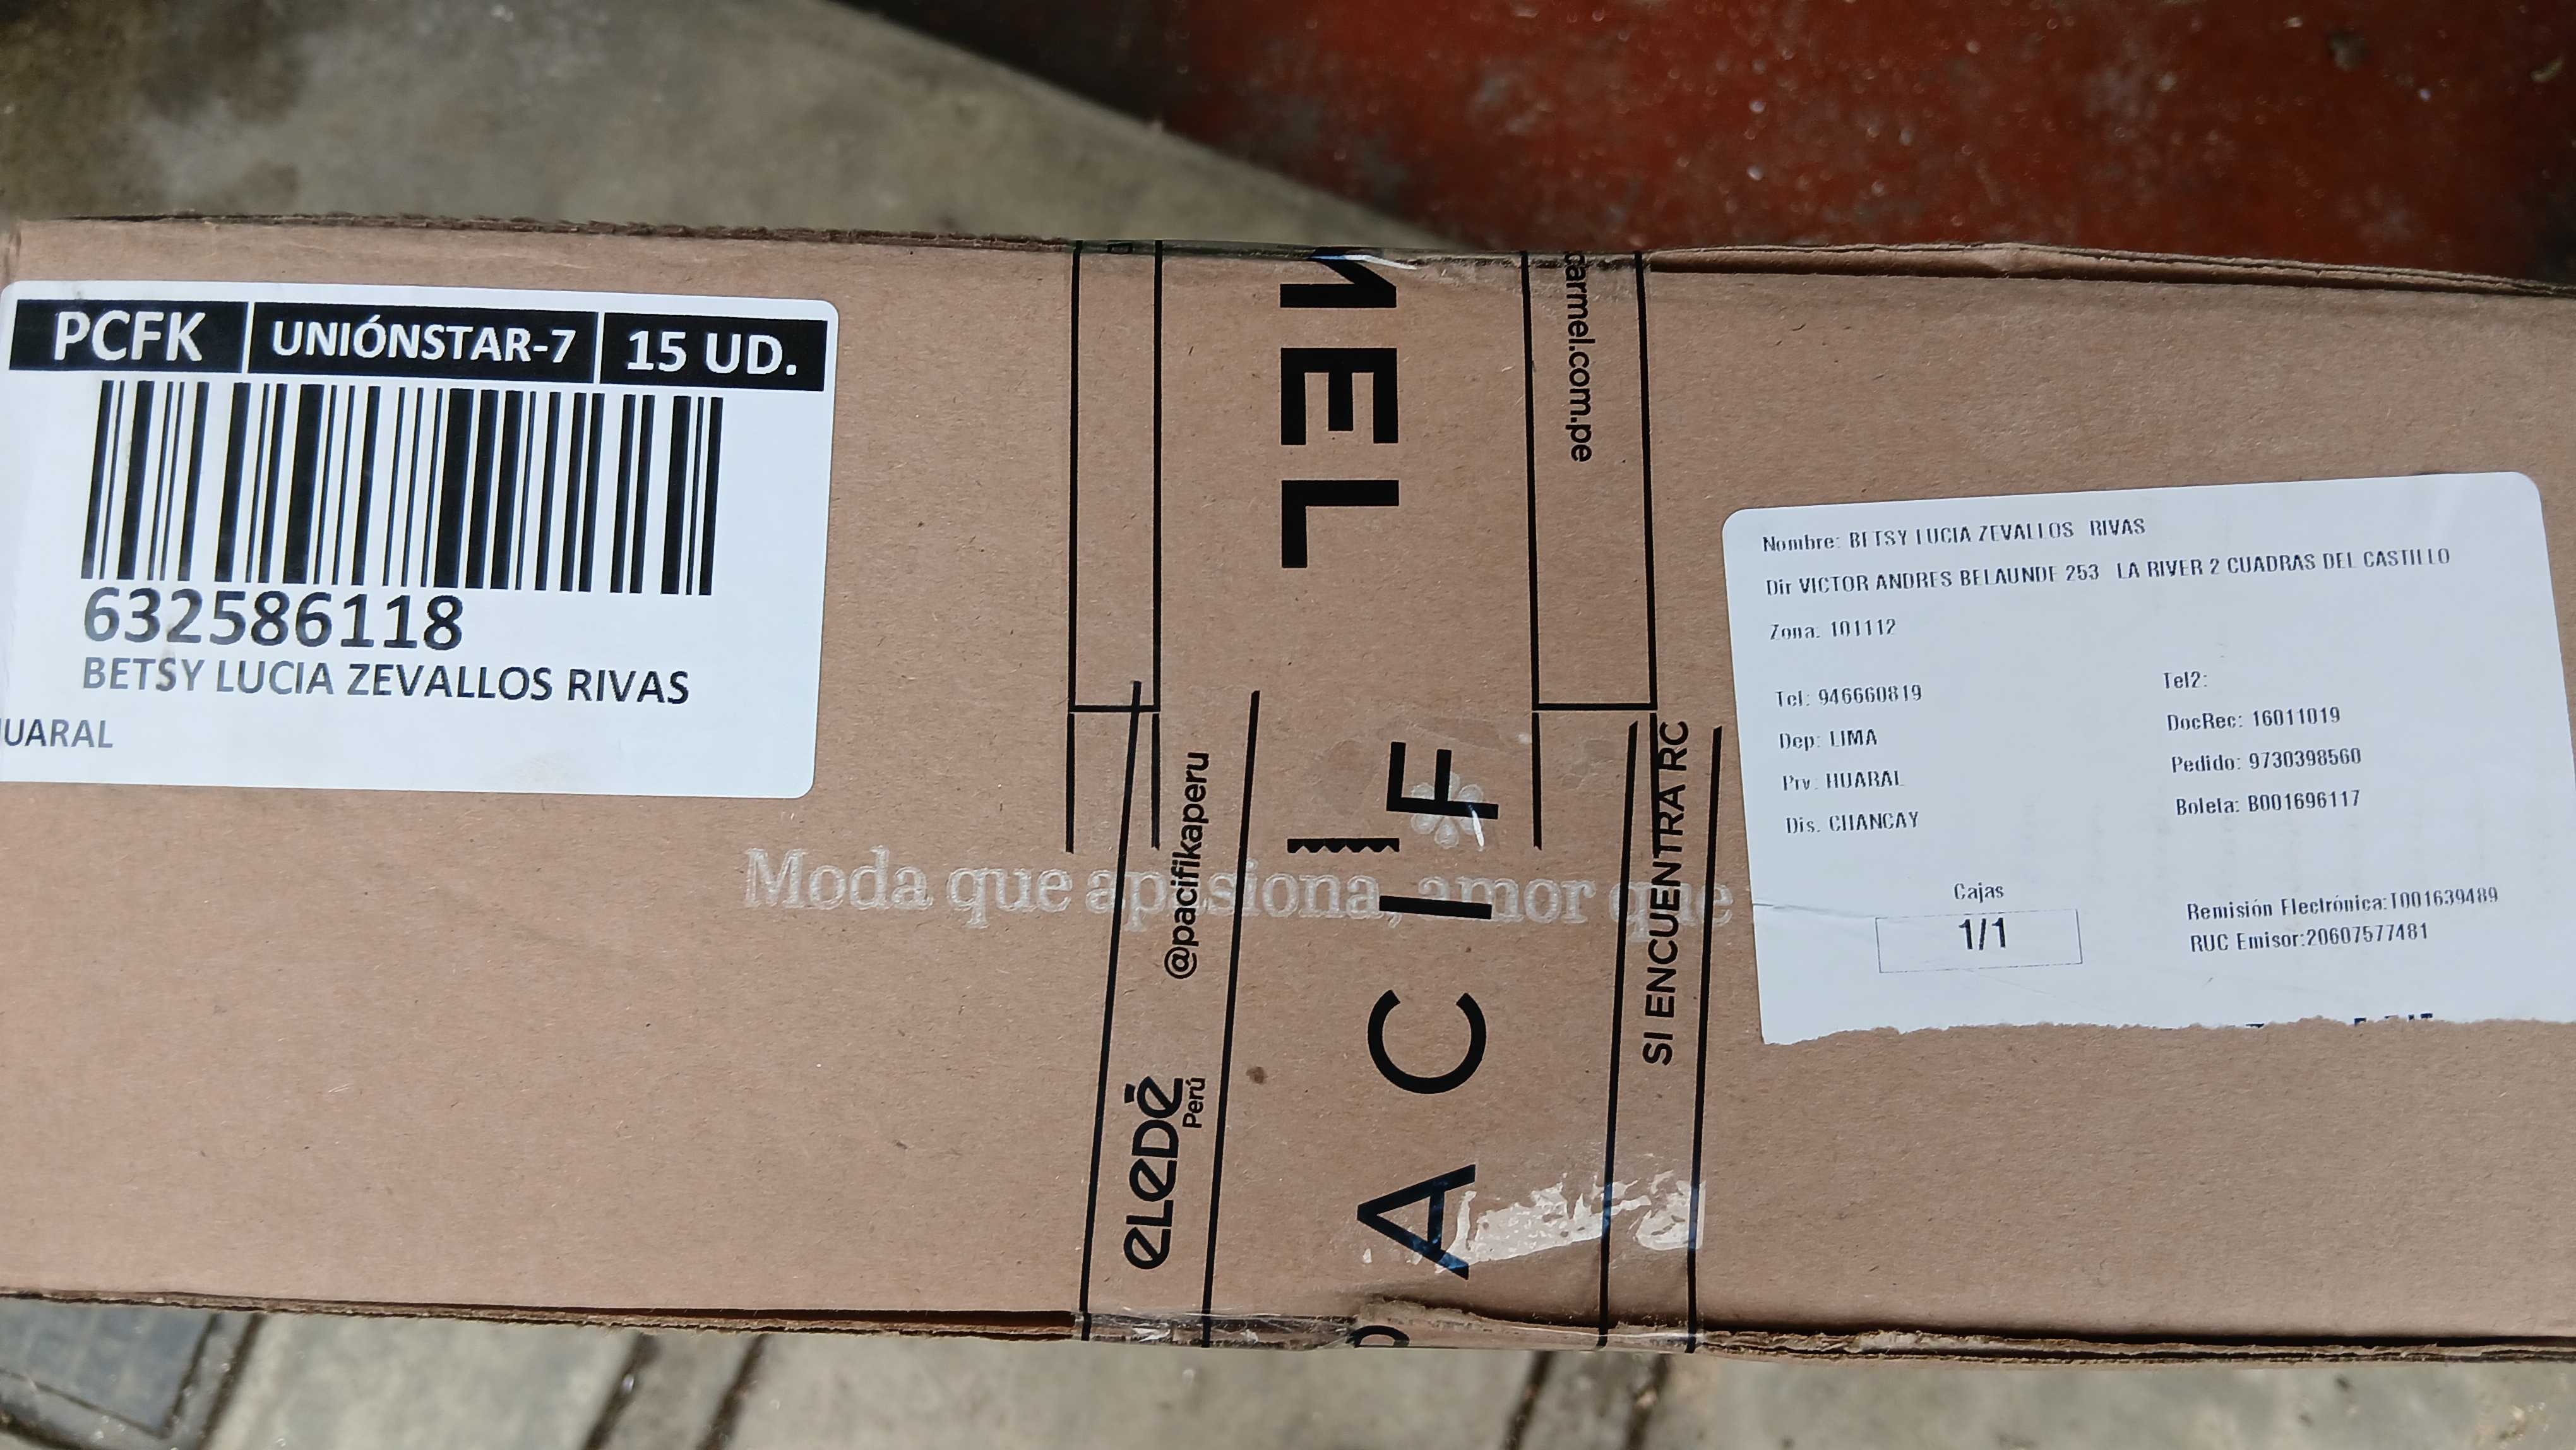 PCFK UNIÓNSTAR-7 15 UD.
632586118
BETSY LUCIA ZEVALLOS RIVAS
UARAL
MEL
carmel.com.pe
Moda que apasiona, amor que
@pacifikaperu
ACIF
SI ENCUENTRA RO
eLeDė
Perú
Nombre: BETSY LUCIA ZEVALLOS RIVAS
Dir VICTOR ANDRES BELAUNDE 253 LA RIVER 2 CUADRAS DEL CASTILLO
Zona. 101112
Tel: 946660819
Tel2:
Dep: LIMA
DocRec: 16011019
Prv. HUARAL
Pedido: 9730398560
Dis. CHANCAY
Boleta: B001696117
Cajas
1/1
Remisión Electrónica:T001639489
RUC Emisor:20607577481